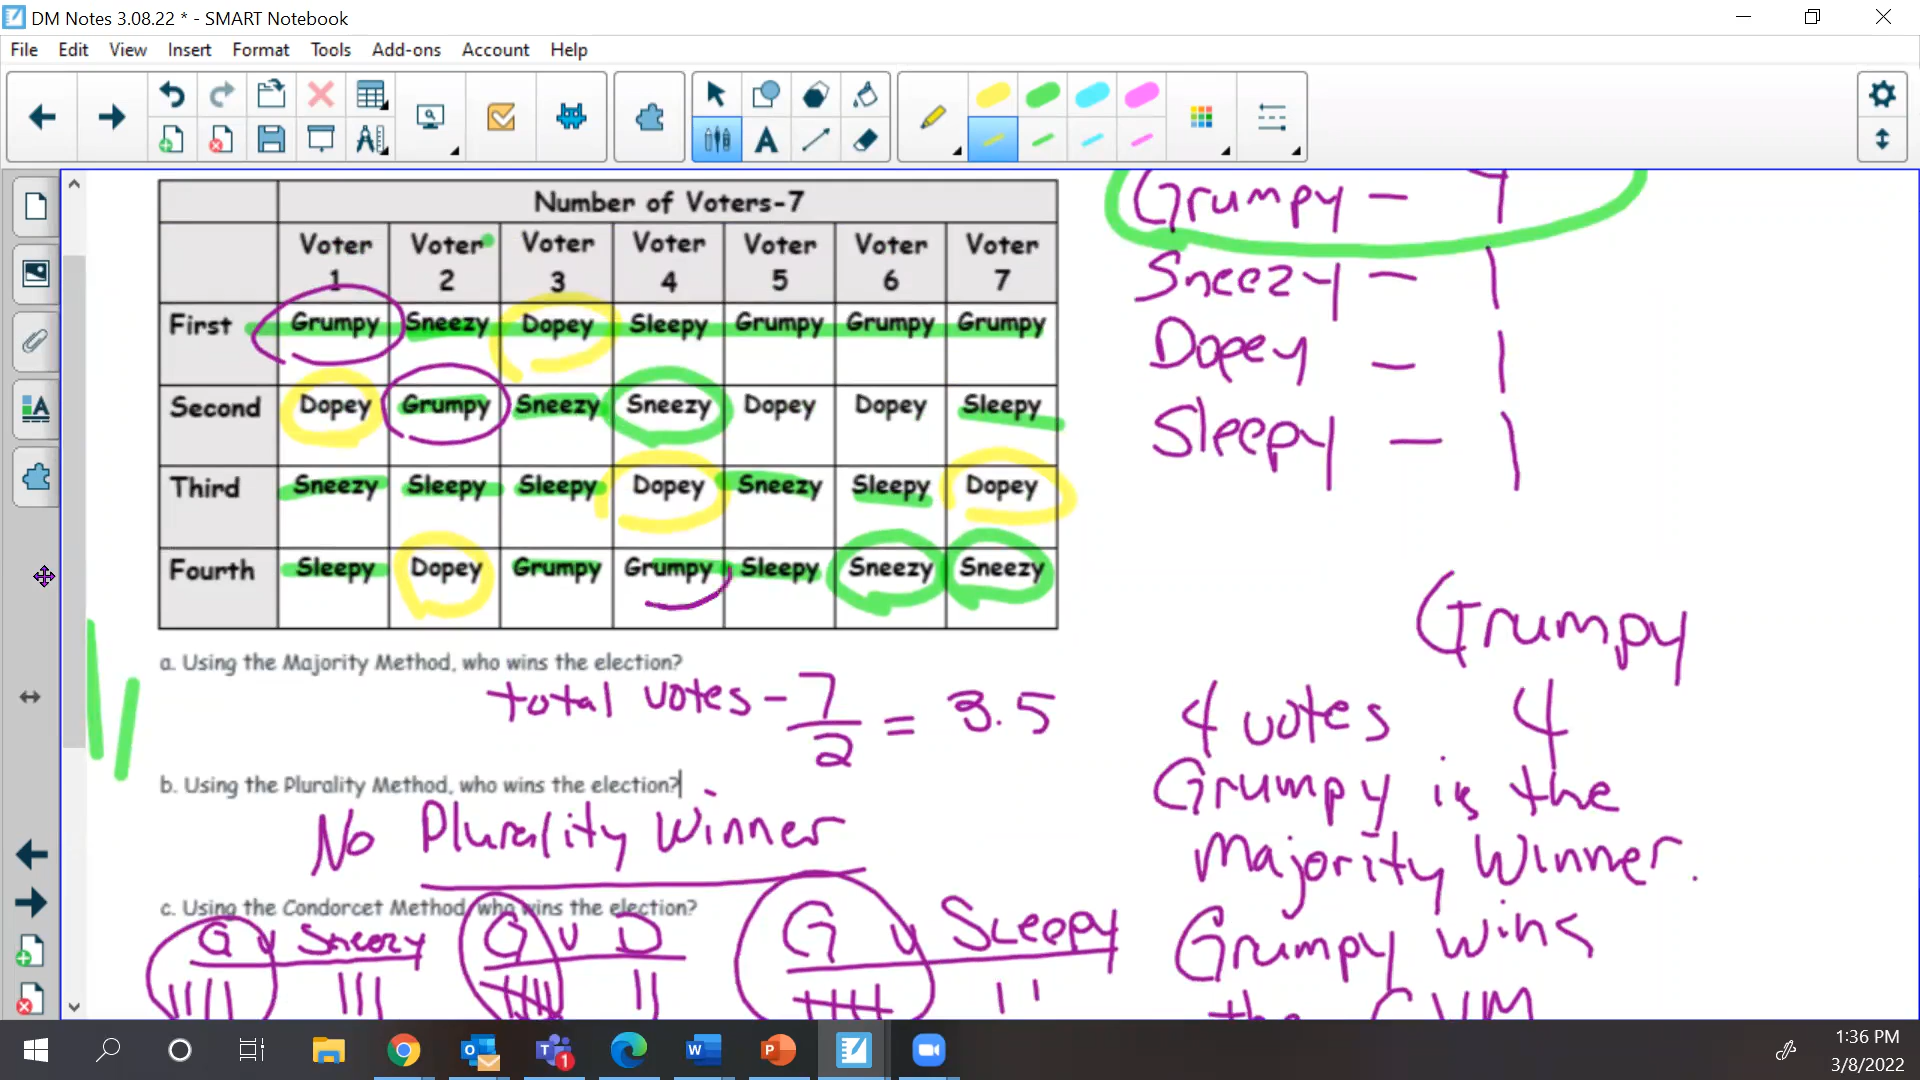 DM Notes 3.08.22 * - SMART Notebook
File Edit View Insert Format Tools Add-ons Account Help
Number of Voters-7
Voter 1 Voter 2 Voter 3 Voter 4 Voter 5 Voter 6 Voter 7
First Grumpy Sneezy Dopey Sleepy Grumpy Grumpy Grumpy
Second Dopey Grumpy Sneezy Sneezy Dopey Dopey Sleepy
Third Sneezy Sleepy Sleepy Dopey Sneezy Sleepy Dopey
Fourth Sleepy Dopey Grumpy Grumpy Sleepy Sneezy Sneezy
Grumpy - 4
Sneezy - 1
Dopey - 1
Sleepy - 1
a. Using the Majority Method, who wins the election?
total votes - 7/2 = 3.5
b. Using the Plurality Method, who wins the election?
No Plurality Winner
c. Using the Condorcet Method, who wins the election?
G v Sneezy G v D G v Sleepy
Grumpy
4 votes 4
Grumpy is the
Majority Winner.
Grumpy wins
the CVM
1
1:36 PM
3/8/2022